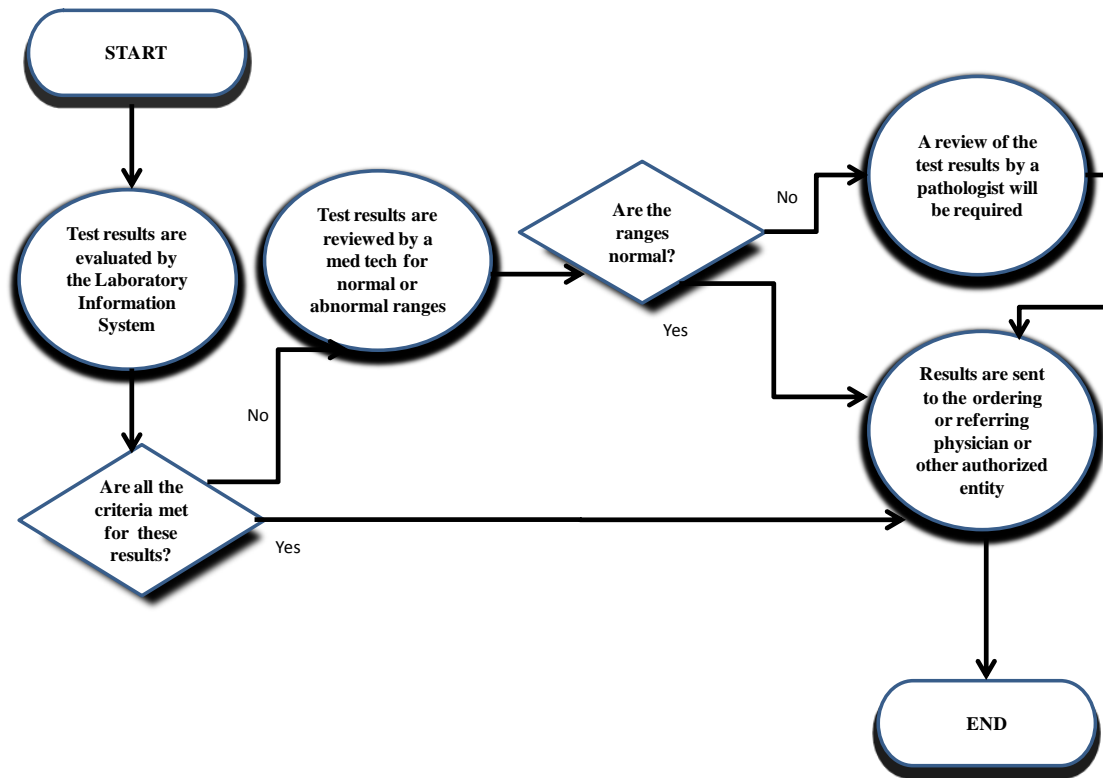 START
Test results are
evaluated by
the Laboratory
Information
System
Are all the
criteria met
for these
results?
No
Yes
Test results are
reviewed by a
med tech for
normal or
abnormal ranges
Are the
ranges
normal?
No
Yes
A review of the
test results by a
pathologist will
be required
Results are sent
to the ordering
or referring
physician or
other authorized
entity
END